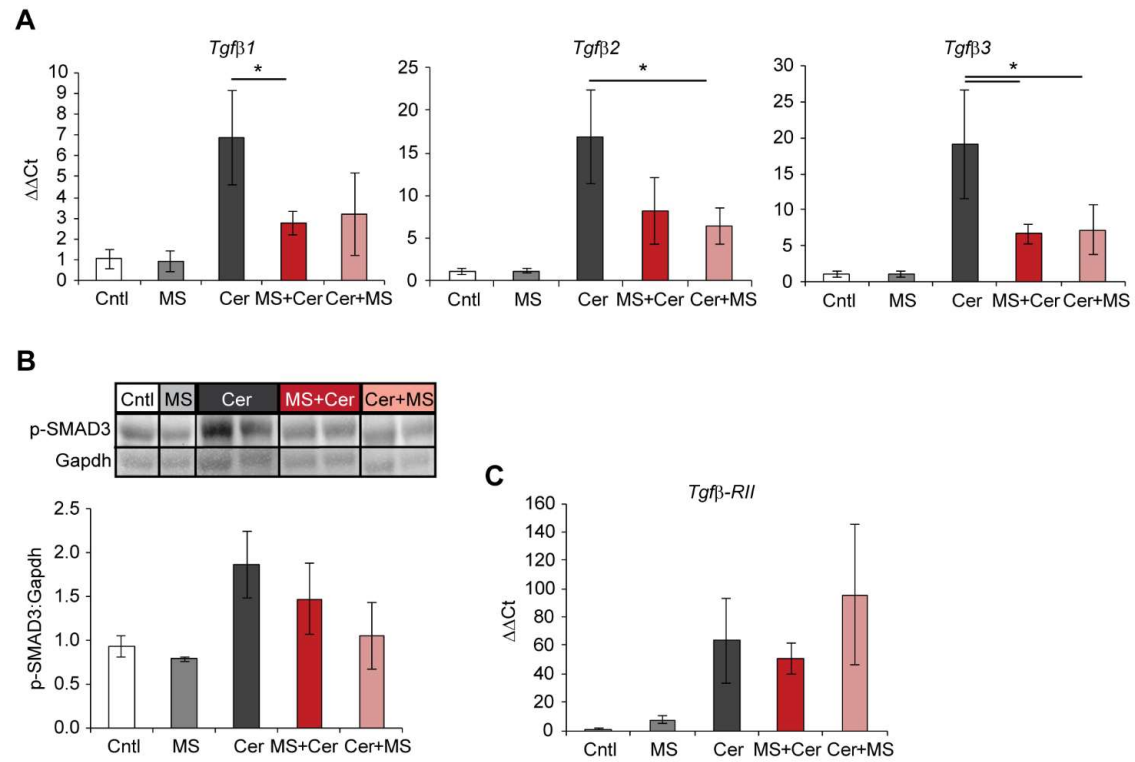 A
Tgfβ1
ΔΔCt
10
9
8
7
6
5
4
3
2
1
0
*
Cntl MS Cer MS+Cer Cer+MS
Tgfβ2
25
20
15
10
5
0
*
Cntl MS Cer MS+Cer Cer+MS
Tgfβ3
30
25
20
15
10
5
0
*
Cntl MS Cer MS+Cer Cer+MS
B
Cntl MS Cer MS+Cer Cer+MS
p-SMAD3
Gapdh
p-SMAD3:Gapdh
2.5
2.0
1.5
1.0
0.5
0.0
Cntl MS Cer MS+Cer Cer+MS
C
Tgfβ-RII
ΔΔCt
160
140
120
100
80
60
40
20
0
Cntl MS Cer MS+Cer Cer+MS